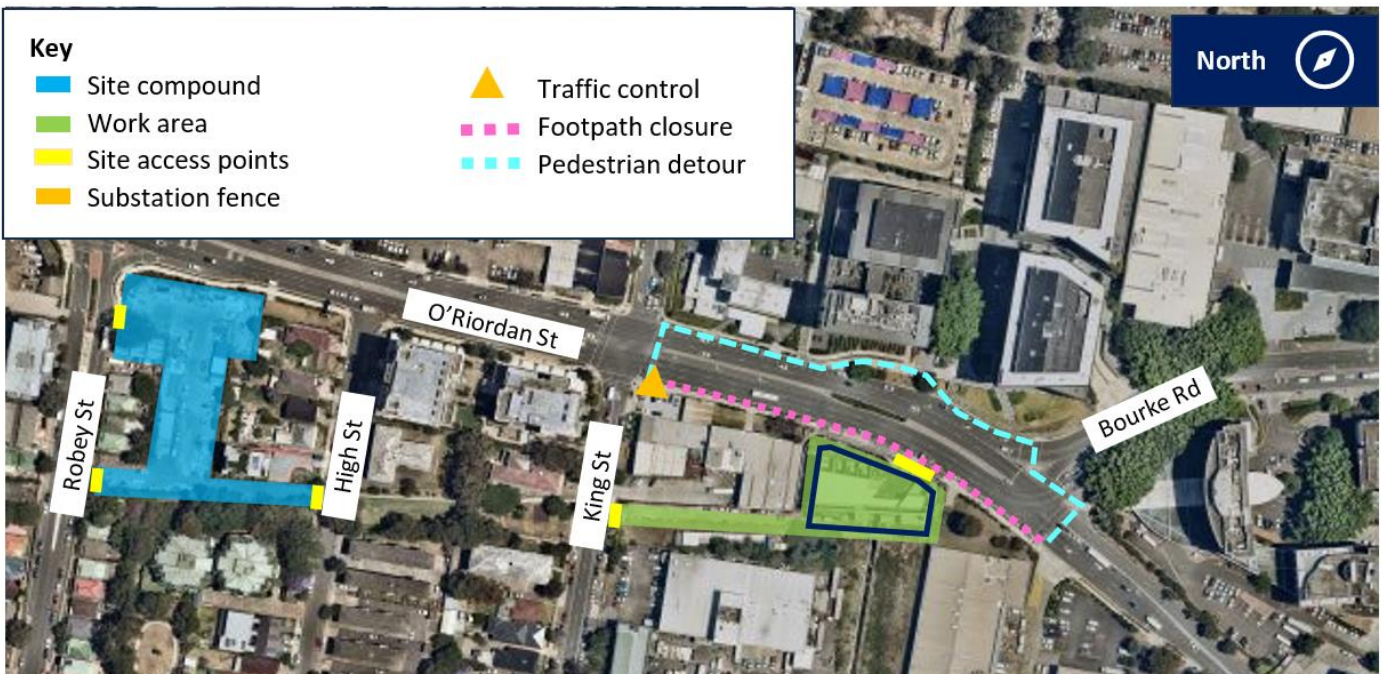 Key
Site compound
Work area
Site access points
Substation fence
Traffic control
Footpath closure
Pedestrian detour
North
O'Riordan St
Robey St
High St
King St
Bourke Rd